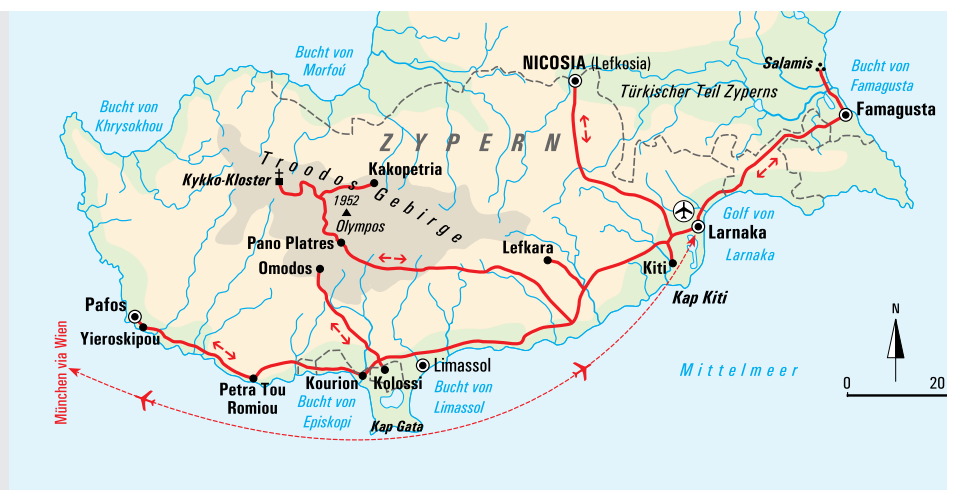 Bucht von
Morfoú
NICOSIA (Lefkosia)
Salamis
Bucht von
Famagusta
Türkischer Teil Zyperns
Famagusta
Bucht von
Khrysokhou
ZYPERN
Troodos Gebirge
Kykko-Kloster
Kakopetria
1952
Olympos
Golf von
Larnaka
Larnaka
Pano Platres
Lefkara
Omodos
Kiti
Kap Kiti
Pafos
Yieroskipou
N
München via Wien
Limassol
Mittelmeer
Petra Tou
Romiou
Kourion
Kolossi
Bucht von
Limassol
Bucht von
Episkopi
Kap Gata
0
20